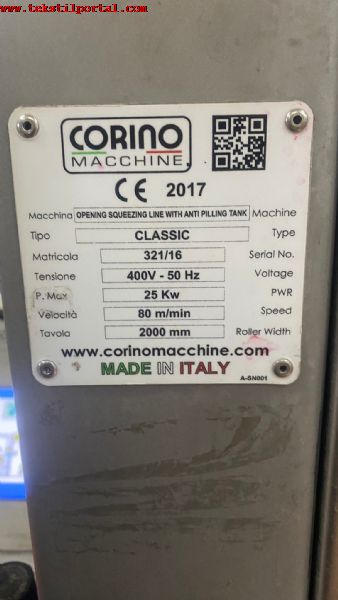 www.tekstilportal.com
CORINO
MACCHINE
CE 2017
Macchina OPENING SQUEEZING LINE WITH ANTI PILLING TANK Machine
Tipo CLASSIC Type
Matricola 321/16 Serial No.
Tensione 400V - 50 Hz Voltage
P. Max 25 Kw PWR
Velocità 80 m/min Speed
Tavola 2000 mm Roller Width
www.corinomacchine.com
MADE IN ITALY
A-SN001